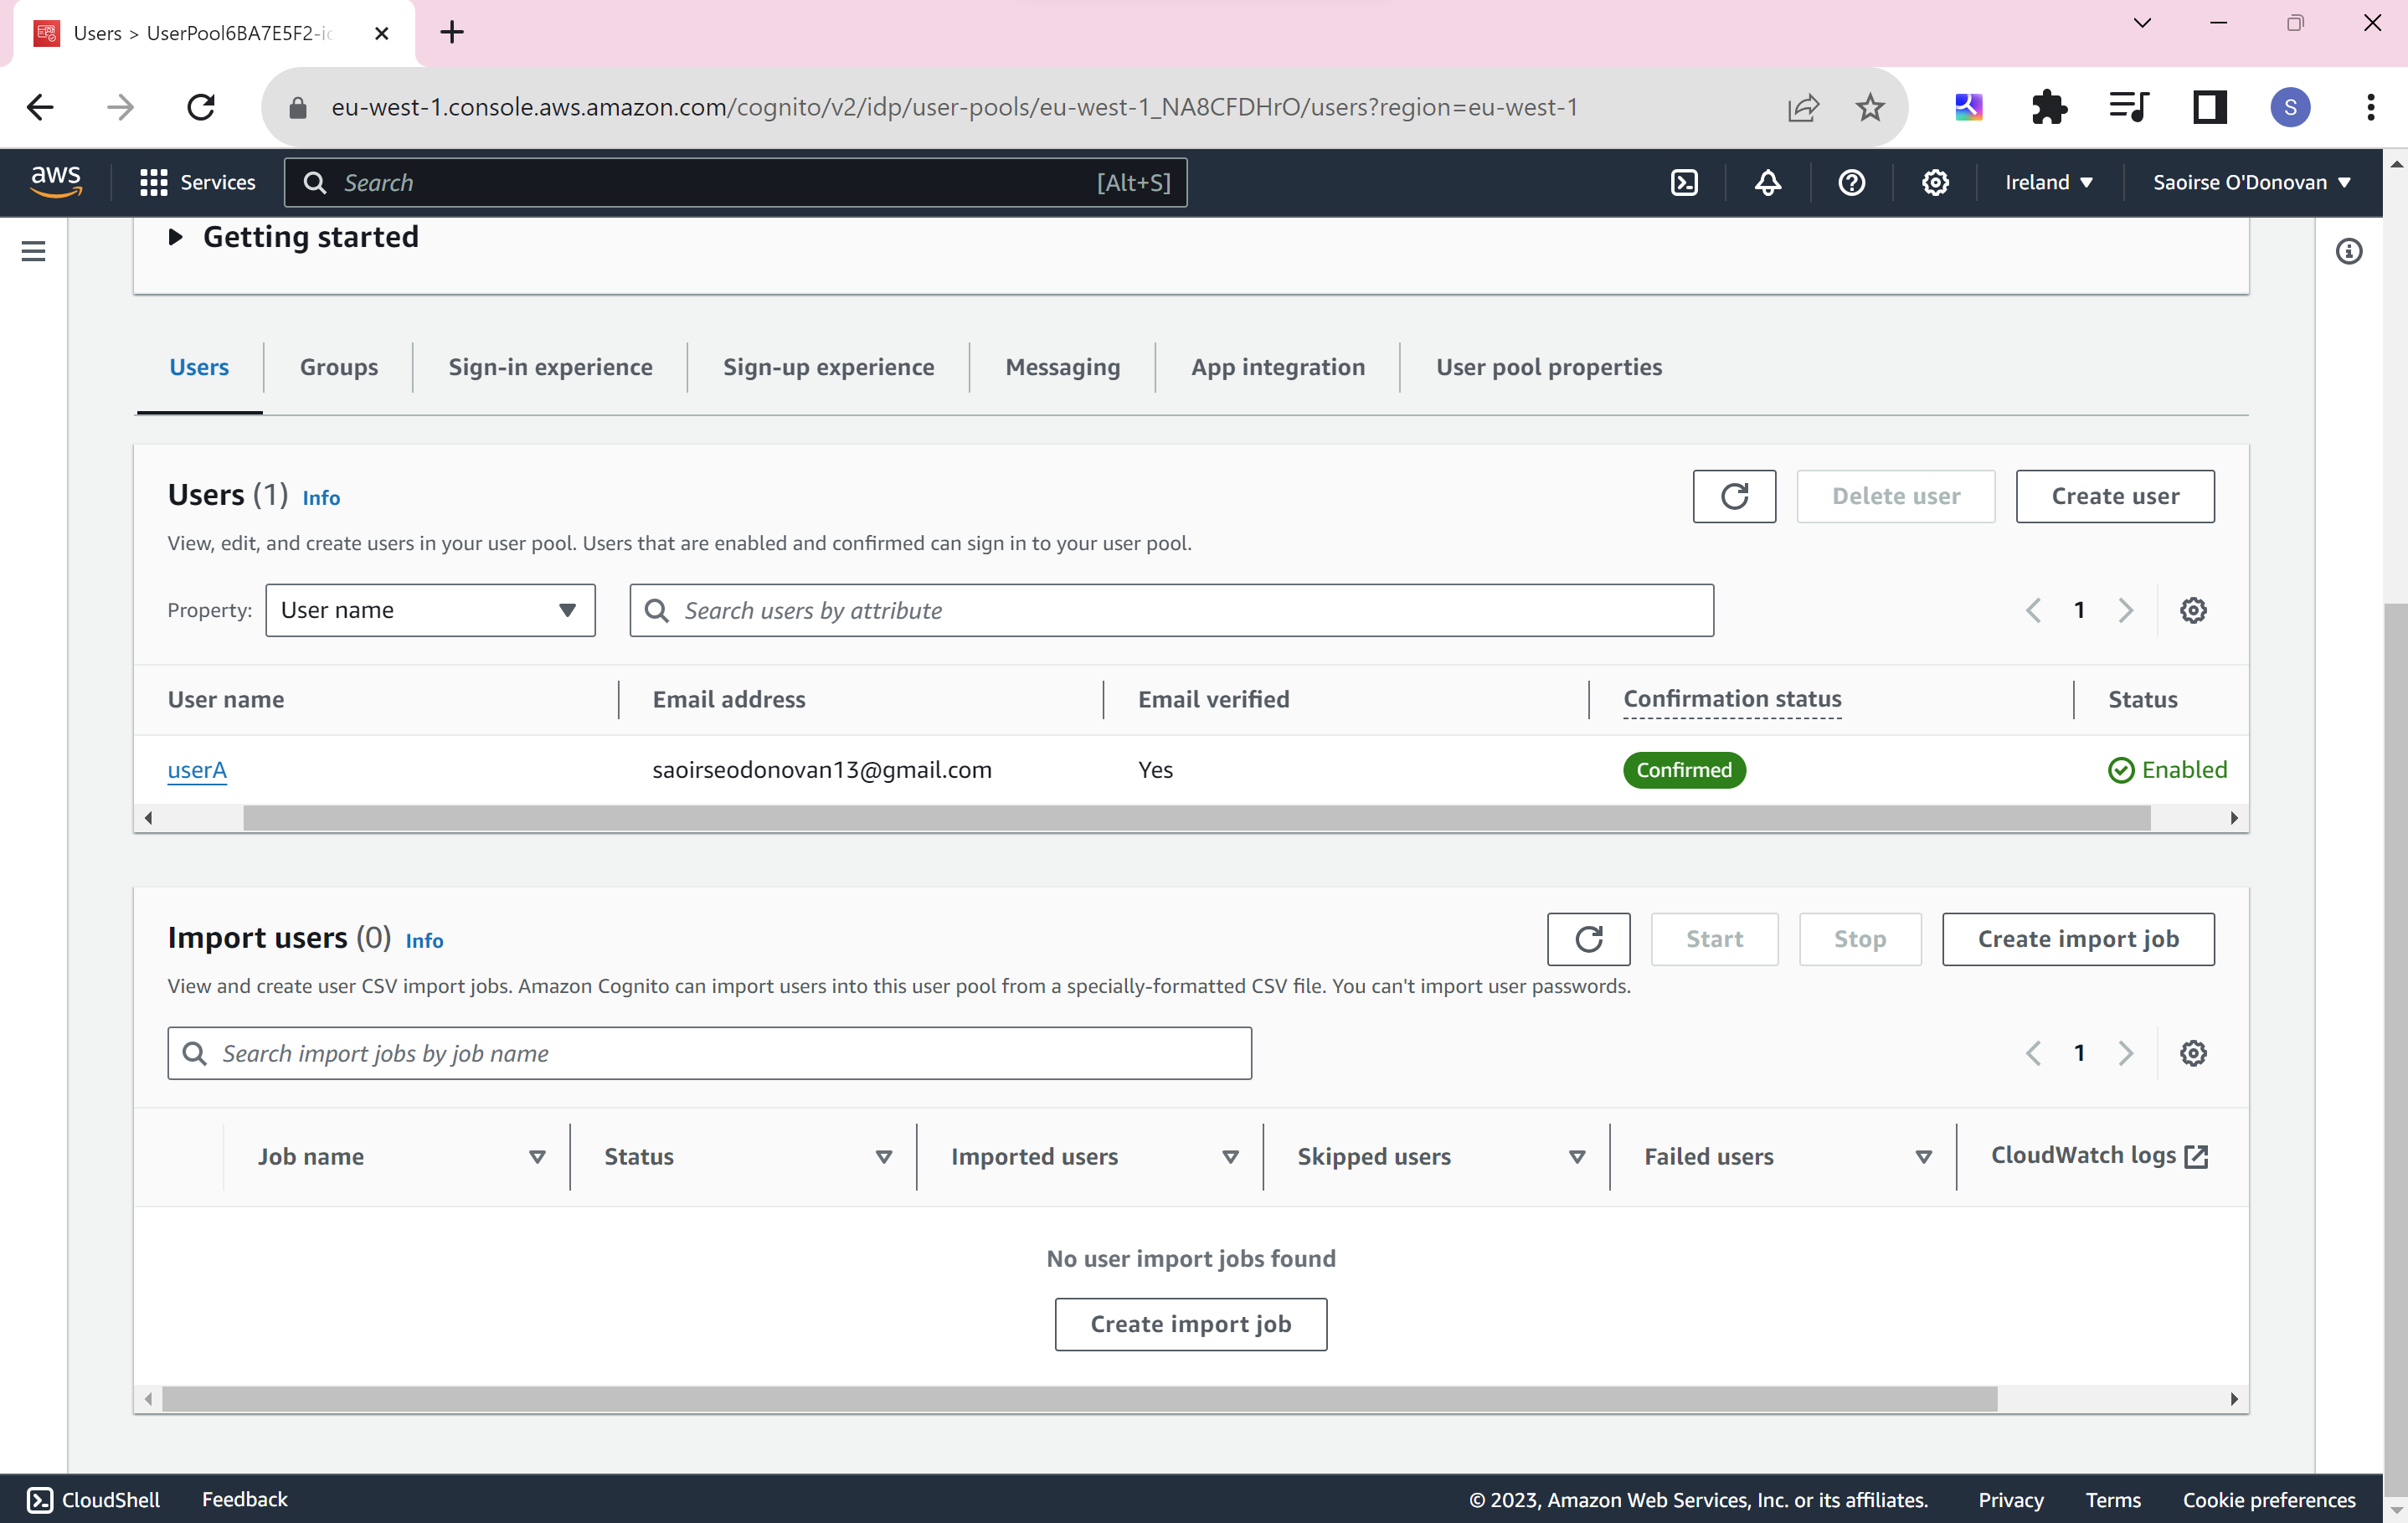 Users > UserPool6BA7E5F2-
eu-west-1.console.aws.amazon.com/cognito/v2/idp/user-pools/eu-west-1_NA8CFDHrO/users?region=eu-west-1
S
aws Services Search [Alt+S] Ireland Saoirse O'Donovan
Getting started
Users Groups Sign-in experience Sign-up experience Messaging App integration User pool properties
Users (1) Info Delete user Create user
View, edit, and create users in your user pool. Users that are enabled and confirmed can sign in to your user pool.
Property: User name Search users by attribute 1
User name Email address Email verified Confirmation status Status
userA saoirseodonovan13@gmail.com Yes Confirmed Enabled
Import users (0) Info Start Stop Create import job
View and create user CSV import jobs. Amazon Cognito can import users into this user pool from a specially-formatted CSV file. You can't import user passwords.
Search import jobs by job name 1
Job name Status Imported users Skipped users Failed users CloudWatch logs
No user import jobs found
Create import job
CloudShell Feedback © 2023, Amazon Web Services, Inc. or its affiliates. Privacy Terms Cookie preferences